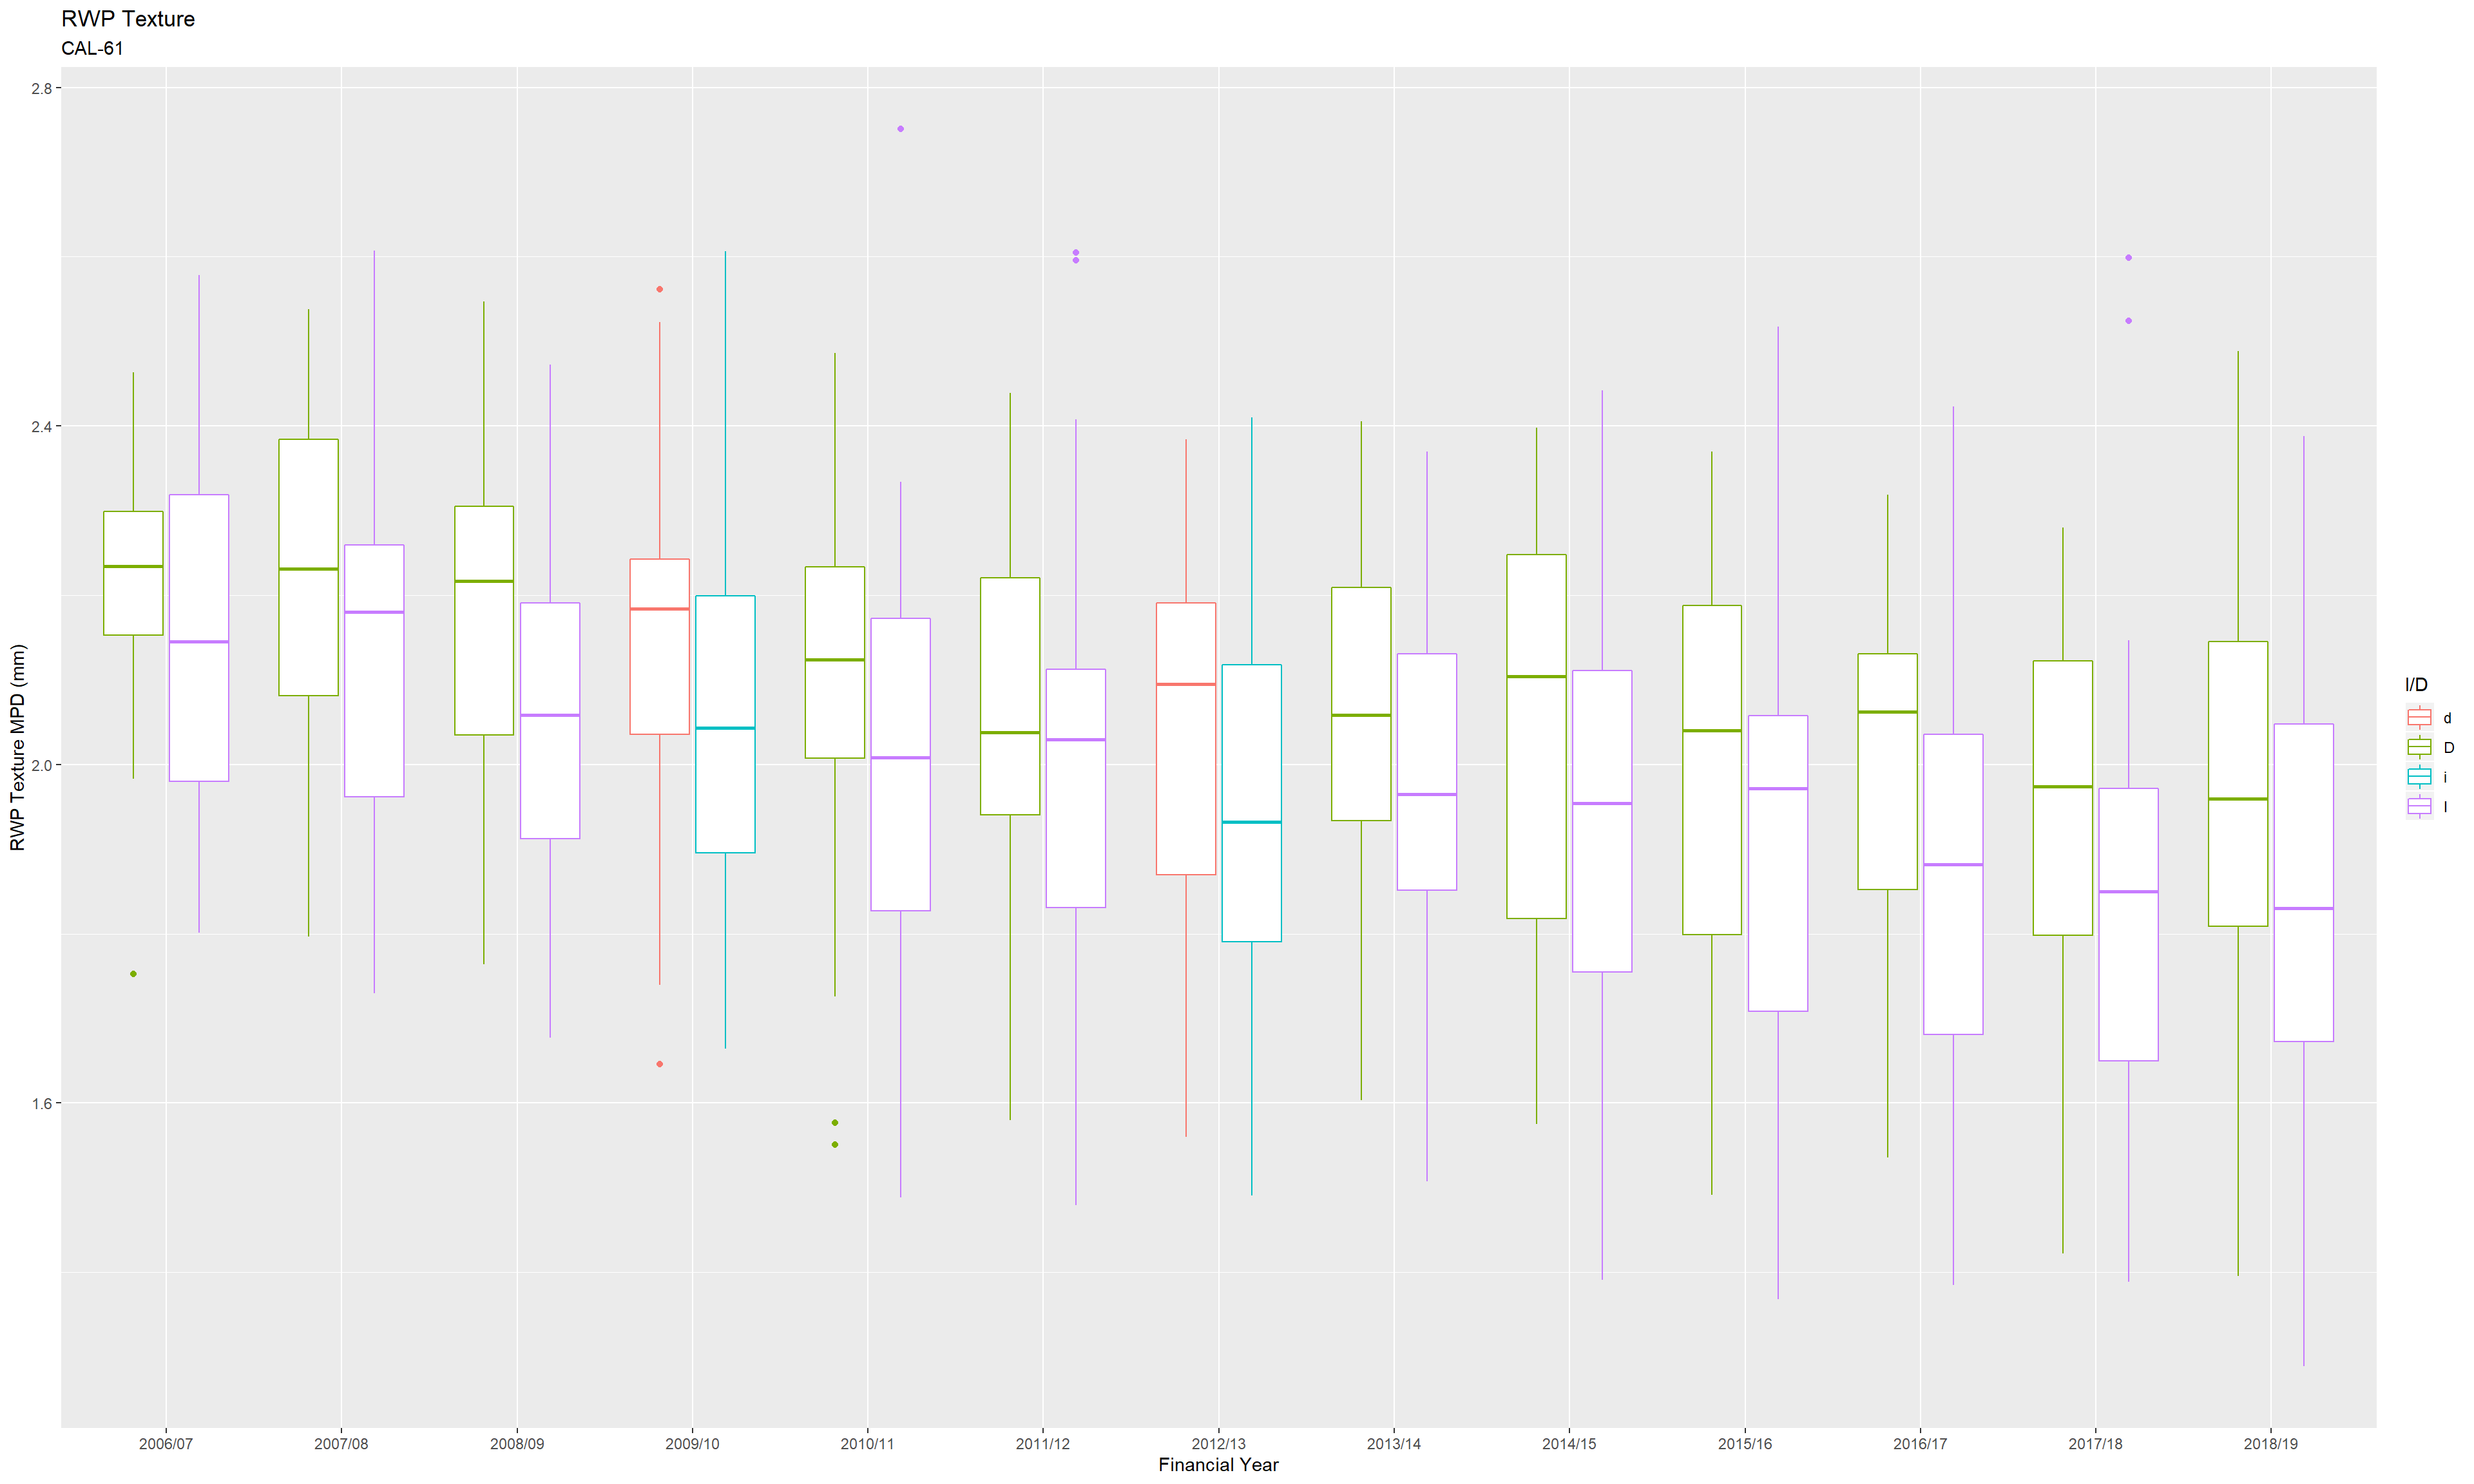 RWP Texture
CAL-61
RWP Texture MPD (mm)
2.8
2.4
2.0
1.6
2006/07 2007/08 2008/09 2009/10 2010/11 2011/12 2012/13 2013/14 2014/15 2015/16 2016/17 2017/18 2018/19
Financial Year
I/D
d
D
i
I